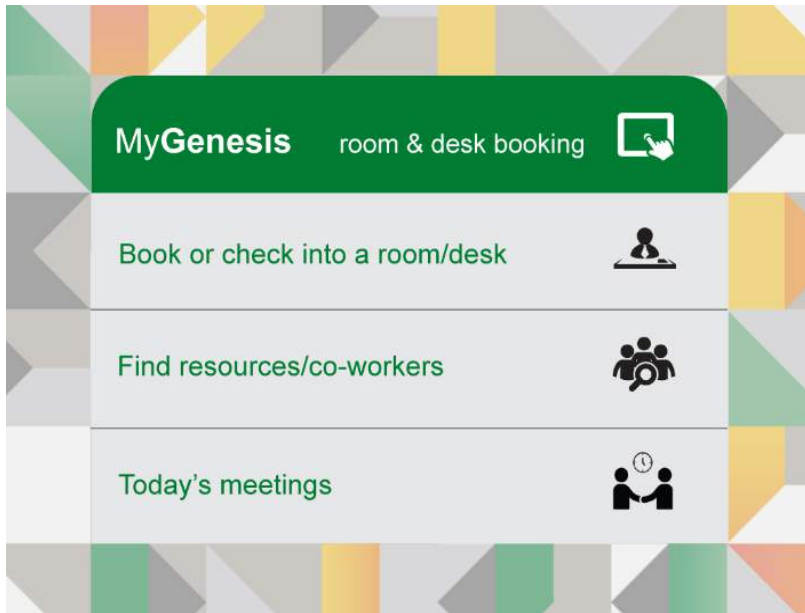 MyGenesis room & desk booking
Book or check into a room/desk
Find resources/co-workers
Today’s meetings